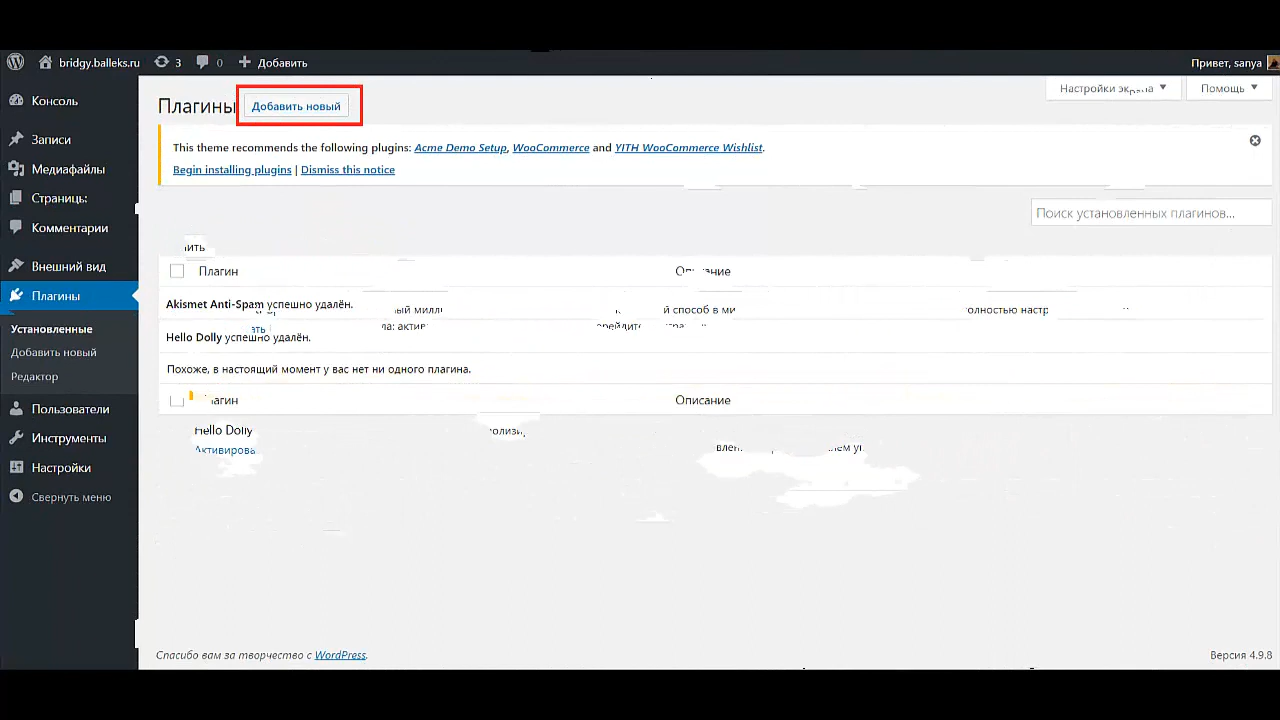 bridgy.balleks.ru 3 0 Добавить Привет, sanya
Консоль
Записи
Медиафайлы
Страниць:
Комментарии
Внешний вид
Плагины
Установленные
Добавить новый
Редактор
Пользователи
Инструменты
Настройки
Свернуть меню
Плагины Добавить новый
Настройки экрана Помощь
This theme recommends the following plugins: Acme Demo Setup, WooCommerce and YITH WooCommerce Wishlist.
Begin installing plugins | Dismiss this notice
Поиск установленных плагинов...
Плагин Описание
Akismet Anti-Spam успешно удалён.
Hello Dolly успешно удалён.
Похоже, в настоящий момент у вас нет ни одного плагина.
Плагин Описание
Hello Dolly
Спасибо вам за творчество с WordPress. Версия 4.9.8